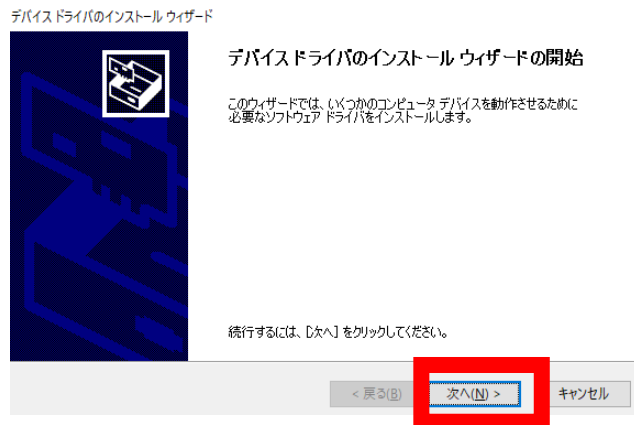 デバイス ドライバのインストール ウィザード
デバイス ドライバのインストール ウィザードの開始
このウィザードでは、いくつかのコンピュータ デバイスを動作させるために
必要なソフトウェア ドライバをインストールします。
続行するには、[次へ] をクリックしてください。
< 戻る(B) 次へ(N) > キャンセル